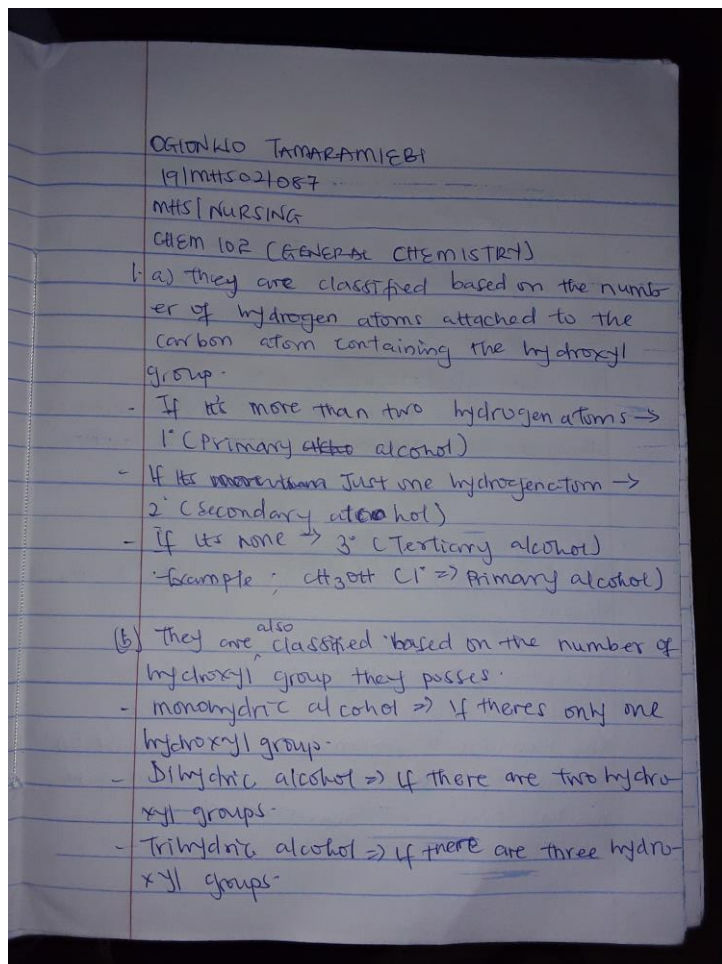 OGIONKIO TAMARAMIEBI
19/MHS02/087
MHS/NURSING
CHEM 102 (GENERAL CHEMISTRY)
1. a) they are classified based on the numb-
er of hydrogen atoms attached to the
carbon atom containing the hydroxyl
group.
- If it's more than two hydrogen atoms →
1° (Primary alcohol)
- If its Just one hydrogen atom →
2° (Secondary alcohol)
- If its none → 3° (Tertiary alcohol)
Example; CH3OH (1° => Primary alcohol)
(b) they are also classified based on the number of
hydroxyl group they posses.
- monohydric alcohol => if theres only one
hydroxyl group.
- Dihydric alcohol => if there are two hydro-
xyl groups.
- Trihydric alcohol => if there are three hydro-
xyl groups.